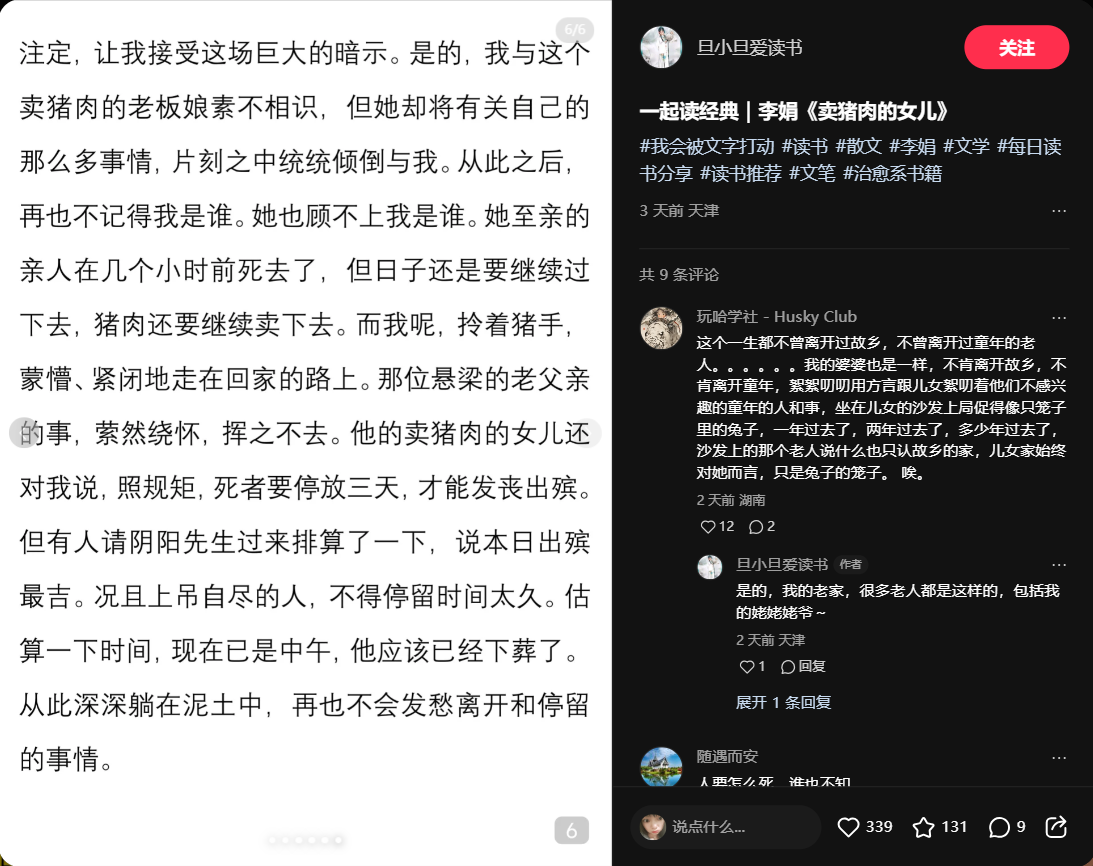 6/6
注定, 让我接受这场巨大的暗示。是的, 我与这个
卖猪肉的老板娘素不相识, 但她却将有关自己的
那么多事情, 片刻之中统统倾倒与我。从此之后,
再也不记得我是谁。她也顾不上我是谁。她至亲的
亲人在几个小时前死去了, 但日子还是要继续过
下去, 猪肉还要继续卖下去。而我呢, 拎着猪手,
蒙懵、紧闭地走在回家的路上。那位悬梁的老父亲
的事, 萦然绕怀, 挥之不去。他的卖猪肉的女儿还
对我说, 照规矩, 死者要停放三天, 才能发丧出殡。
但有人请阴阳先生过来排算了一下, 说本日出殡
最吉。况且上吊自尽的人, 不得停留时间太久。估
算一下时间, 现在已是中午, 他应该已经下葬了。
从此深深躺在泥土中, 再也不会发愁离开和停留
的事情。
6
旦小旦爱读书
关注
一起读经典 | 李娟《卖猪肉的女儿》
#我会被文字打动 #读书 #散文 #李娟 #文学 #每日读
书分享 #读书推荐 #文笔 #治愈系书籍
3 天前 天津
共 9 条评论
玩哈学社 - Husky Club
这个一生都不曾离开过故乡，不曾离开过童年的老
人。。。。。。我的婆婆也是一样，不肯离开故乡，不
肯离开童年，絮絮叨叨用方言跟儿女絮叨着他们不感兴
趣的童年的人和事，坐在儿女的沙发上局促得像只笼子
里的兔子，一年过去了，两年过去了，多少年过去了，
沙发上的那个老人说什么也只认故乡的家，儿女家始终
对她而言，只是兔子的笼子。 唉。
2 天前 湖南
12 2
旦小旦爱读书 作者
是的，我的老家，很多老人都是这样的，包括我
的姥姥姥爷～
2 天前 天津
1 回复
展开 1 条回复
随遇而安
人要怎么死，谁也不知
说点什么...
339 131 9